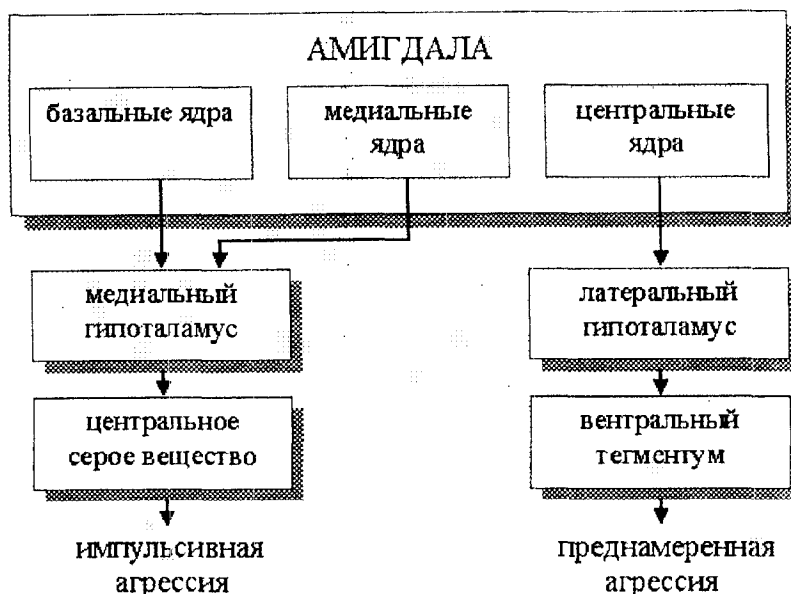 АМИГДАЛА
базальные ядра
медиальные
ядра
центральные
ядра
медиальный
гипоталамус
латеральный
гипоталамус
центральное
серое вещество
вентральный
тегментум
импульсивная
агрессия
преднамеренная
агрессия